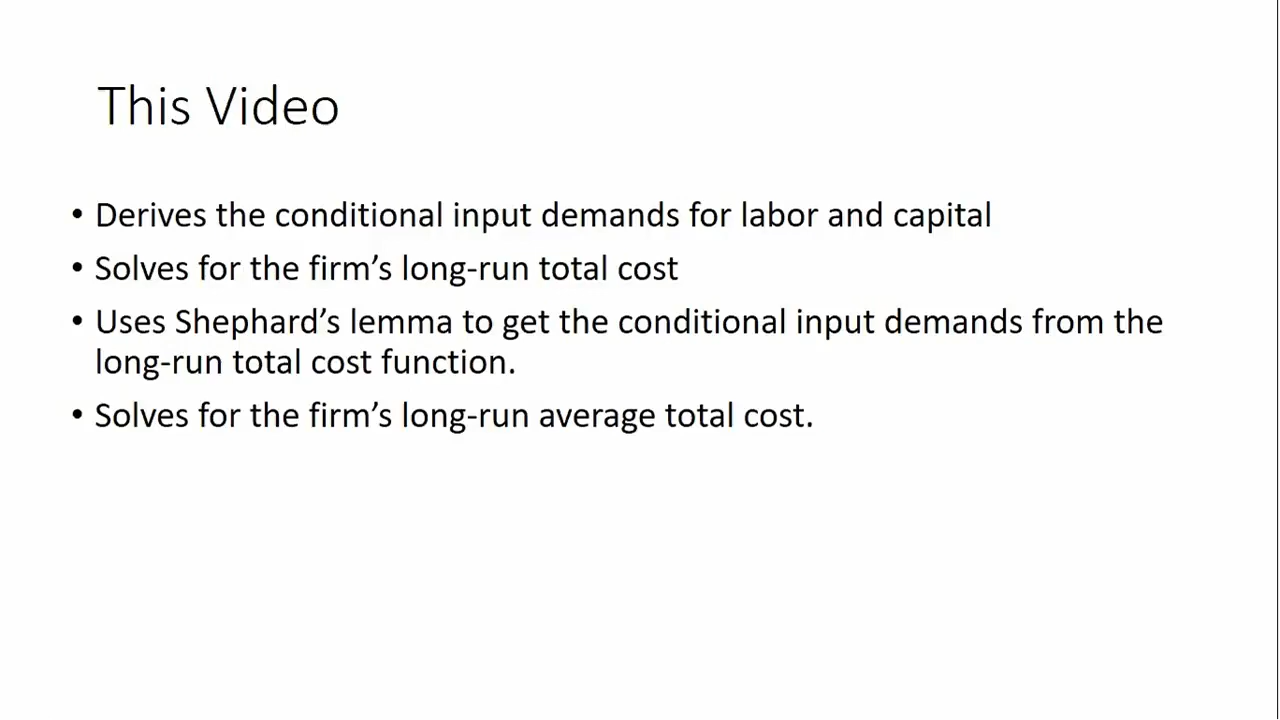 This Video
• Derives the conditional input demands for labor and capital
• Solves for the firm’s long-run total cost
• Uses Shephard’s lemma to get the conditional input demands from the
long-run total cost function.
• Solves for the firm’s long-run average total cost.